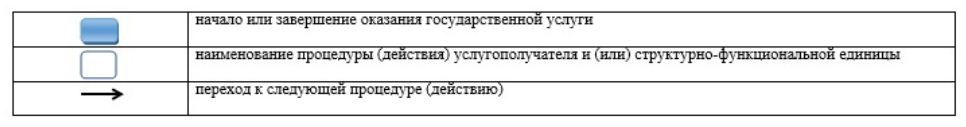 начало или завершение оказания государственной услуги
наименование процедуры (действия) услугополучателя и (или) структурно-функциональной единицы
переход к следующей процедуре (действию)